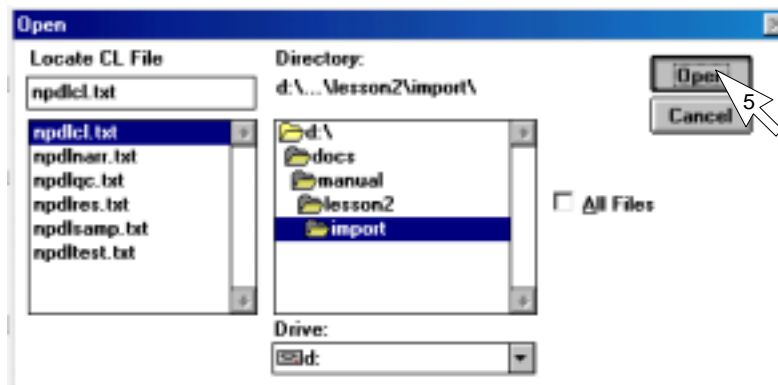 Open
Locate CL File
npdlcl.txt
npdlcl.txt
npdlnarr.txt
npdlqc.txt
npdlres.txt
npdlsamp.txt
npdltest.txt
Directory:
d:\...\lesson2\import\
d:\
docs
manual
lesson2
import
Drive:
d:
Open
5
Cancel
All Files